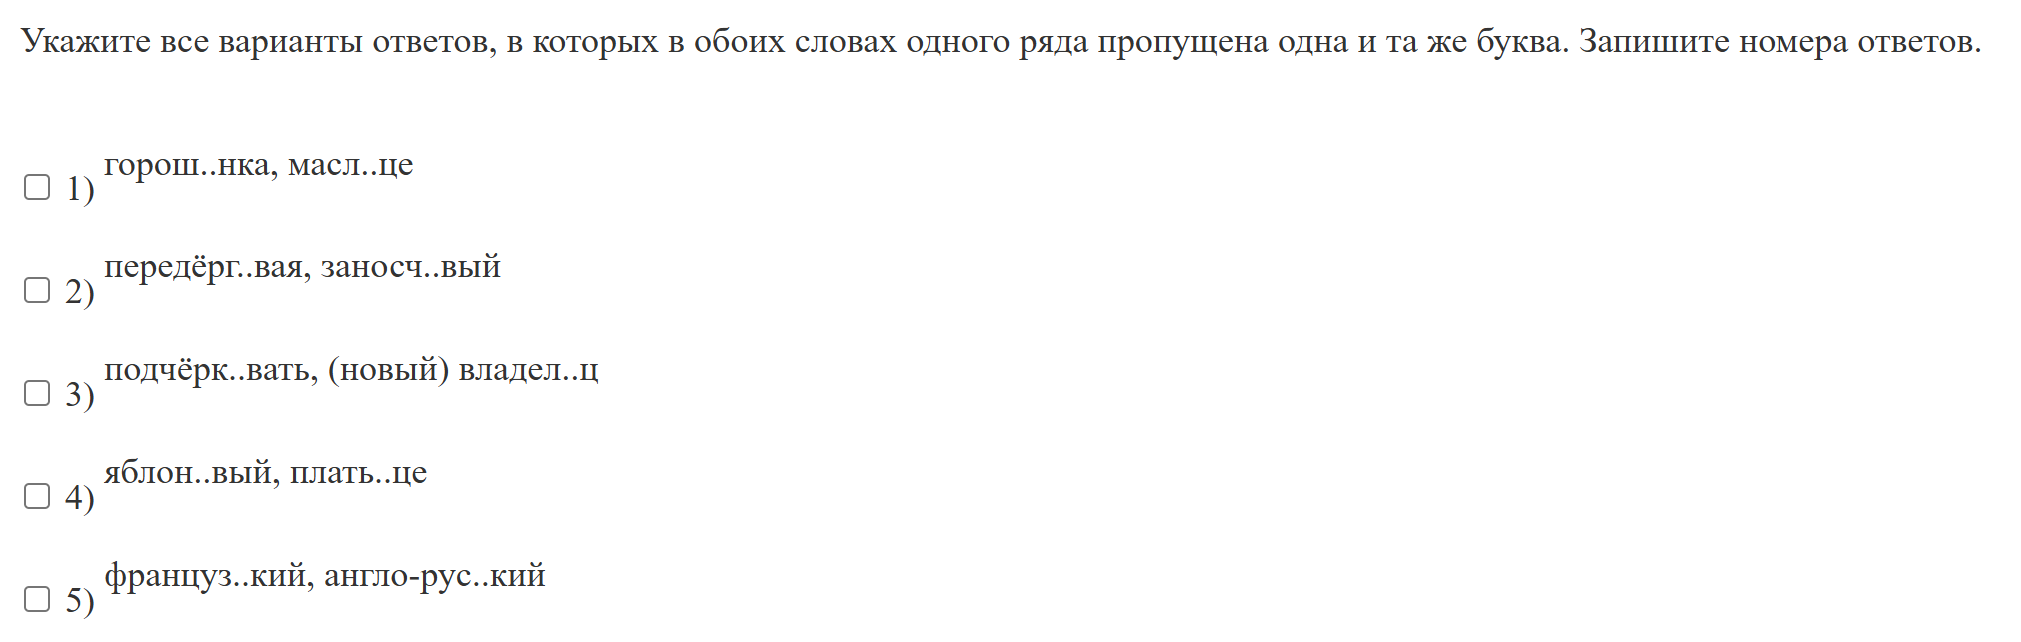 Укажите все варианты ответов, в которых в обоих словах одного ряда пропущена одна и та же буква. Запишите номера ответов.
1) горош..нка, масл..це
2) передёрг..вая, заносч..вый
3) подчёрк..вать, (новый) владел..ц
4) яблон..вый, плать..це
5) француз..кий, англо-рус..кий